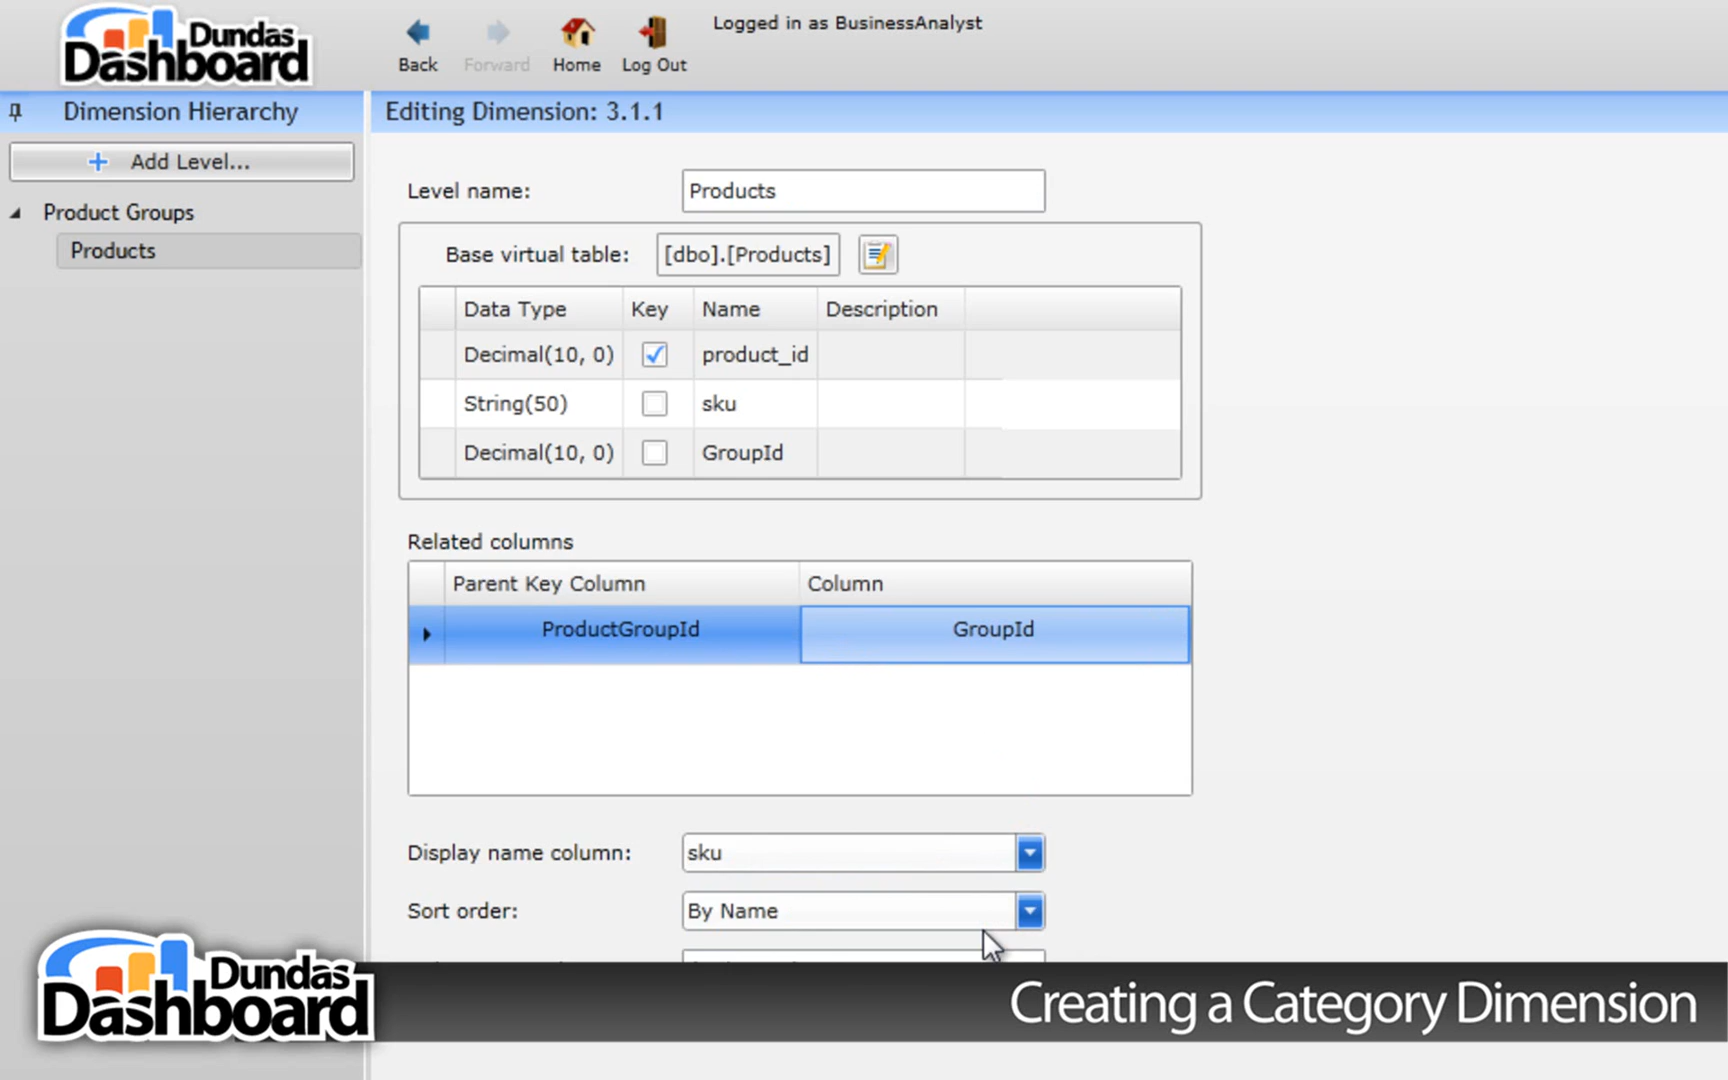 Dundas
Dashboard
Back
Forward
Home
Log Out
Logged in as BusinessAnalyst
Dimension Hierarchy
Editing Dimension: 3.1.1
Add Level...
Product Groups
Products
Level name:
Products
Base virtual table:
[dbo].[Products]
Data Type Key Name Description
Decimal(10, 0) product_id
String(50) sku
Decimal(10, 0) GroupId
Related columns
Parent Key Column Column
ProductGroupId GroupId
Display name column:
sku
Sort order:
By Name
Dundas
Dashboard
Creating a Category Dimension